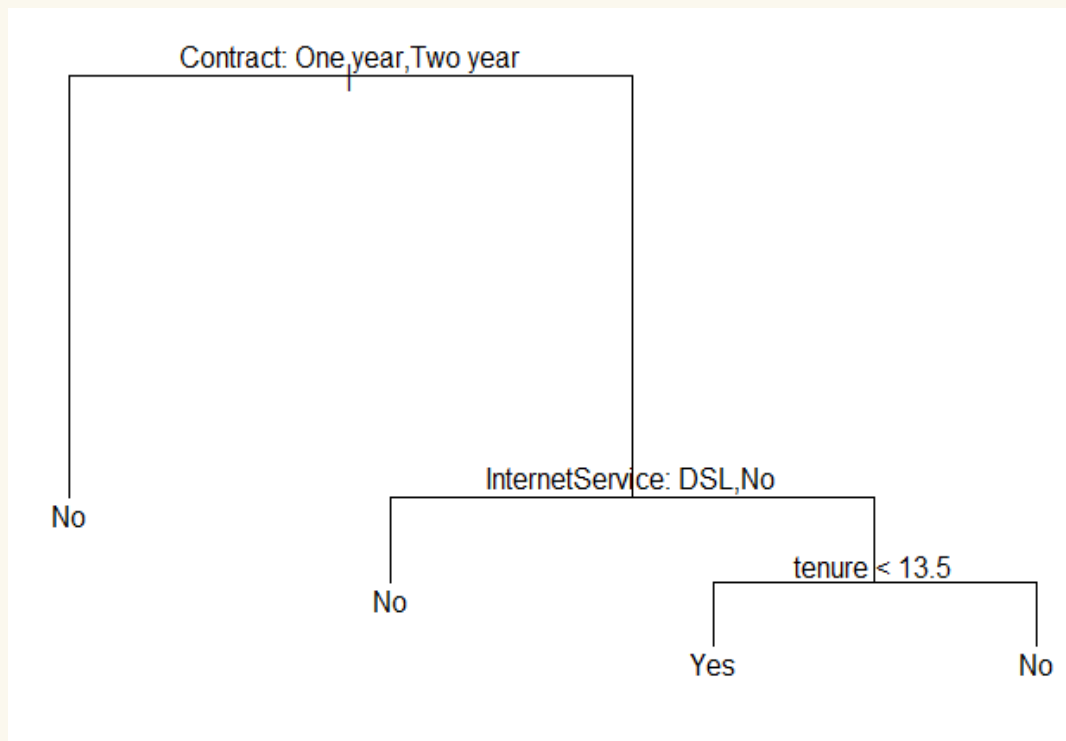 Contract: One year,Two year
InternetService: DSL,No
No
tenure < 13.5
No
Yes
No